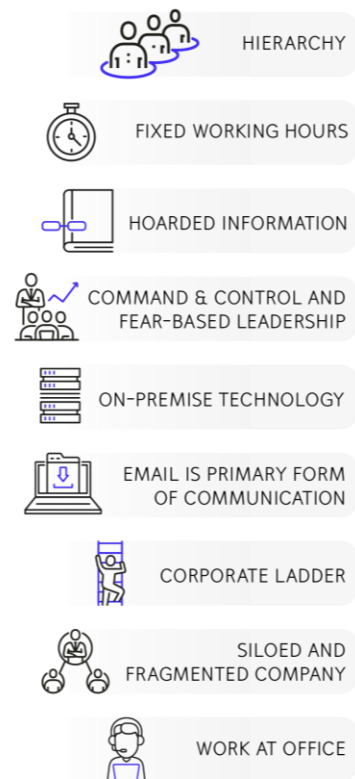 HIERARCHY
FIXED WORKING HOURS
HOARDED INFORMATION
COMMAND & CONTROL AND
FEAR-BASED LEADERSHIP
ON-PREMISE TECHNOLOGY
EMAIL IS PRIMARY FORM
OF COMMUNICATION
CORPORATE LADDER
SILOED AND
FRAGMENTED COMPANY
WORK AT OFFICE